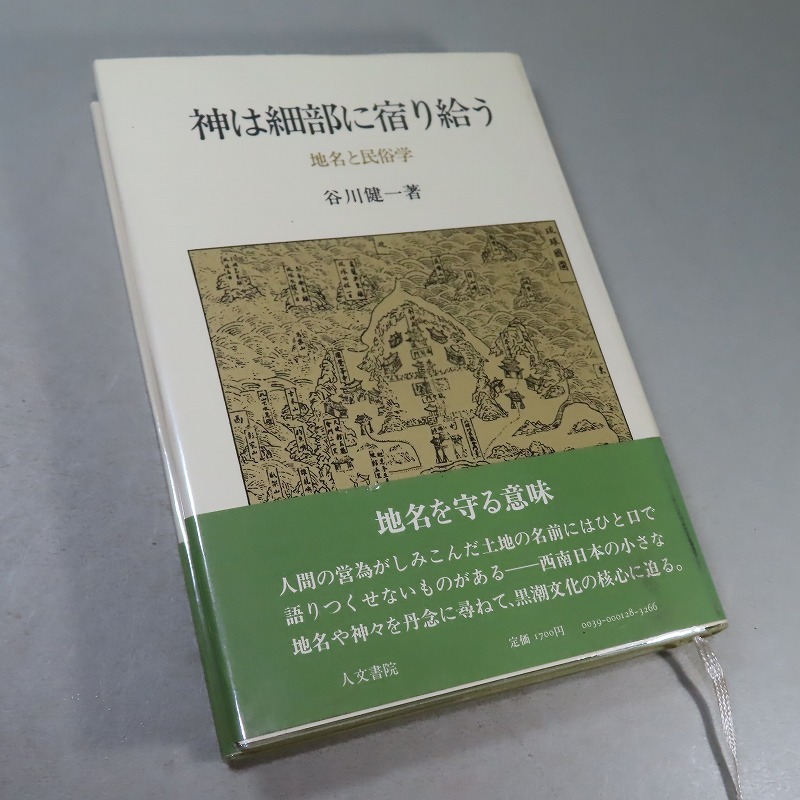 神は細部に宿り給う
地名と民俗学
谷川健一著
琉球國圖
地名を守る意味
人間の営為がしみこんだ土地の名前にはひと口で
語りつくせないものがある──西南日本の小さな
地名や神々を丹念に尋ねて、黒潮文化の核心に迫る。
定価 1700円 0039-000128-3266
人文書院